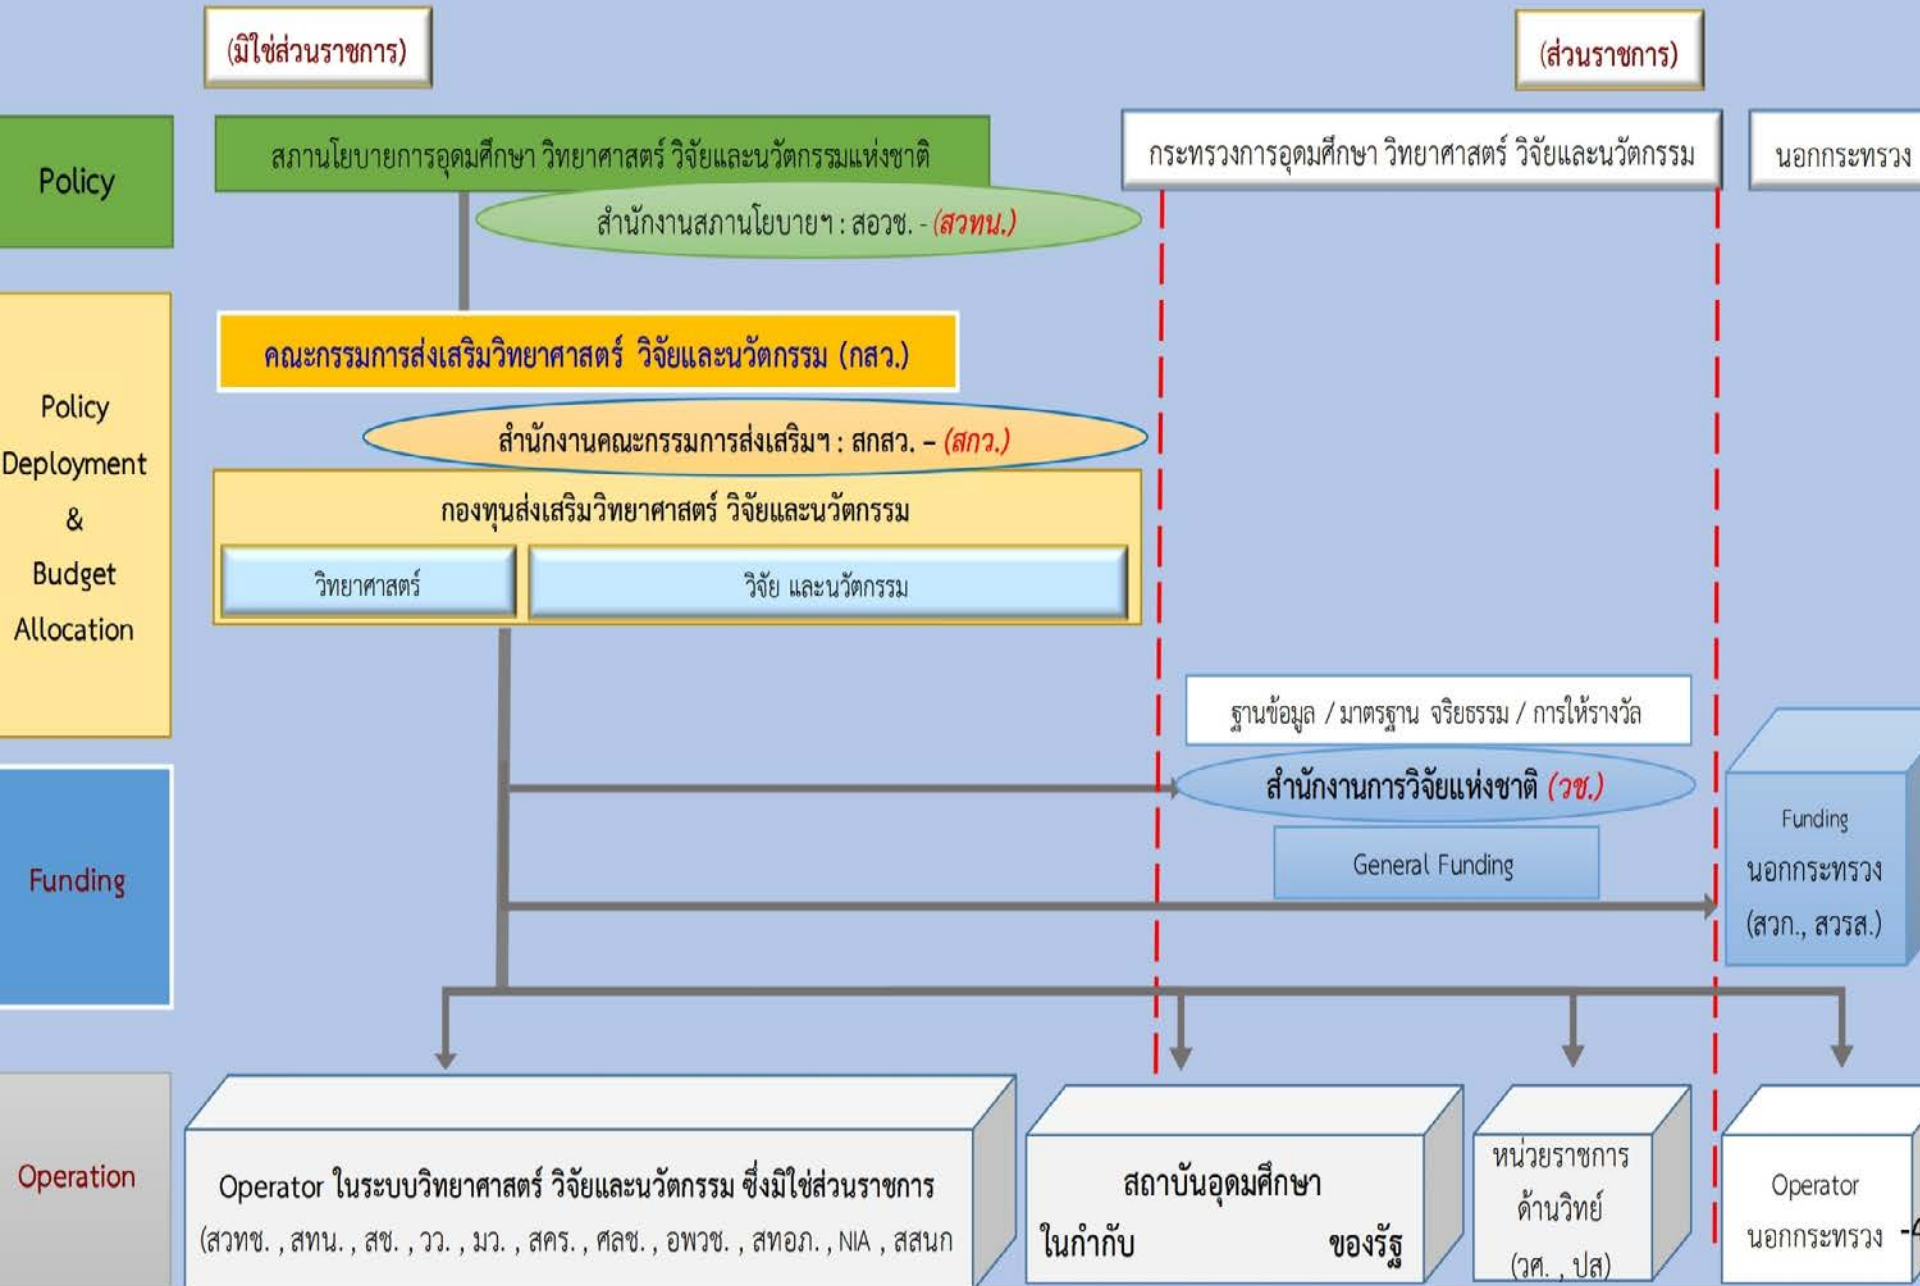 (มิใช่ส่วนราชการ)
(ส่วนราชการ)
Policy
สภานโยบายการอุดมศึกษา วิทยาศาสตร์ วิจัยและนวัตกรรมแห่งชาติ
กระทรวงการอุดมศึกษา วิทยาศาสตร์ วิจัยและนวัตกรรม
นอกกระทรวง
สำนักงานสภานโยบายฯ : สอวช. - (สวทน.)
Policy
Deployment
&
Budget
Allocation
คณะกรรมการส่งเสริมวิทยาศาสตร์ วิจัยและนวัตกรรม (กสว.)
สำนักงานคณะกรรมการส่งเสริมฯ : สกสว. – (สกว.)
กองทุนส่งเสริมวิทยาศาสตร์ วิจัยและนวัตกรรม
วิทยาศาสตร์
วิจัย และนวัตกรรม
ฐานข้อมูล / มาตรฐาน จริยธรรม / การให้รางวัล
Funding
สำนักงานการวิจัยแห่งชาติ (วช.)
General Funding
Funding
นอกกระทรวง
(สวก., สวรส.)
Operation
Operator ในระบบวิทยาศาสตร์ วิจัยและนวัตกรรม ซึ่งมิใช่ส่วนราชการ
(สวทช. , สทน. , สช. , วว. , มว. , สคร. , ศลช. , อพวช. , สทอภ. , NIA , สสนก
สถาบันอุดมศึกษา
ในกำกับ ของรัฐ
หน่วยราชการ
ด้านวิทย์
(วศ. , ปส)
Operator
นอกกระทรวง -4